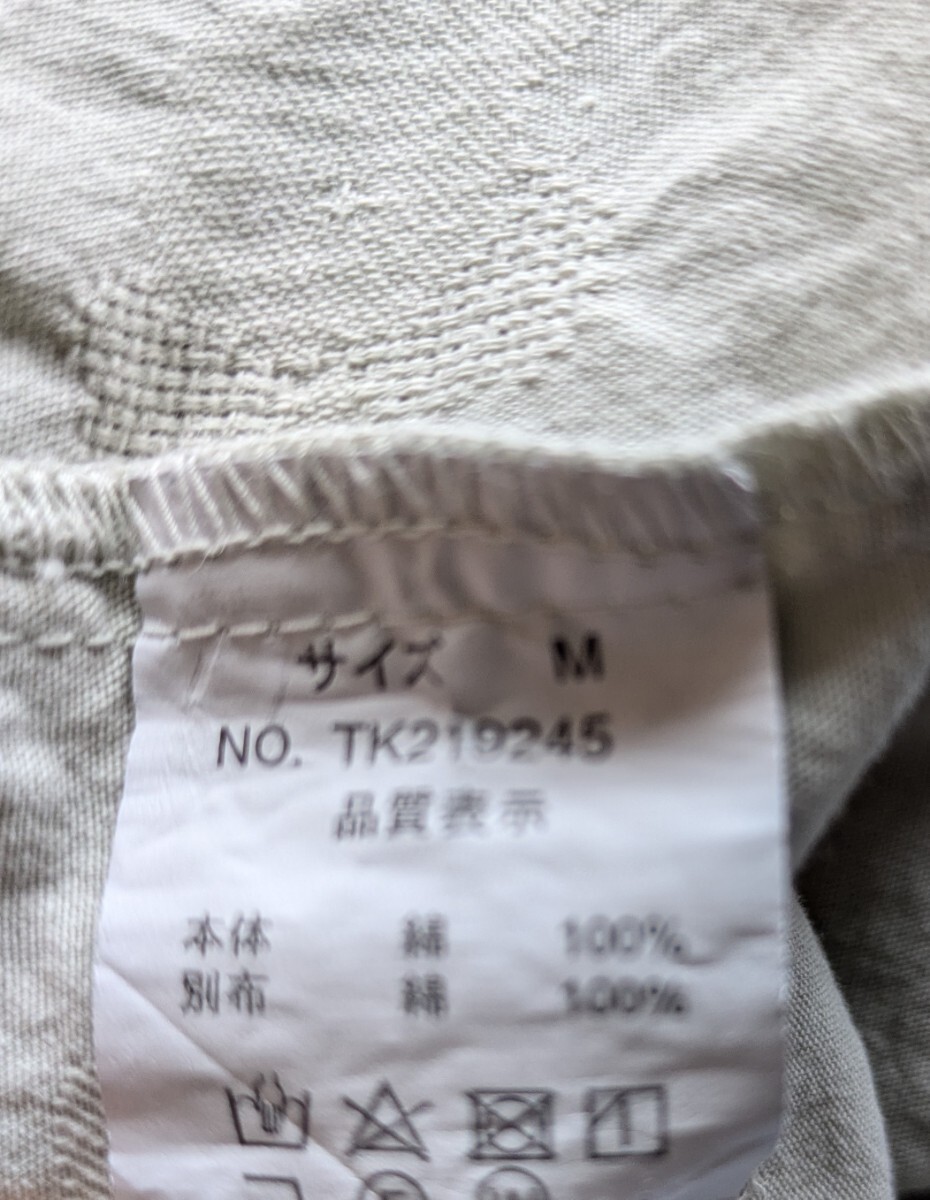 サイズ M
NO. TK219245
品質表示
本体 綿 100%
別布 綿 100%